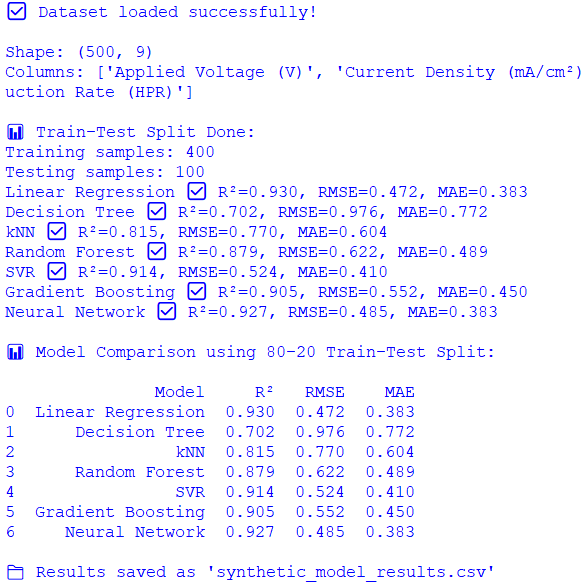 ✅ Dataset loaded successfully!
Shape: (500, 9)
Columns: ['Applied Voltage (V)', 'Current Density (mA/cm²)
uction Rate (HPR)']
📊 Train-Test Split Done:
Training samples: 400
Testing samples: 100
Linear Regression ✅ R²=0.930, RMSE=0.472, MAE=0.383
Decision Tree ✅ R²=0.702, RMSE=0.976, MAE=0.772
kNN ✅ R²=0.815, RMSE=0.770, MAE=0.604
Random Forest ✅ R²=0.879, RMSE=0.622, MAE=0.489
SVR ✅ R²=0.914, RMSE=0.524, MAE=0.410
Gradient Boosting ✅ R²=0.905, RMSE=0.552, MAE=0.450
Neural Network ✅ R²=0.927, RMSE=0.485, MAE=0.383
📊 Model Comparison using 80-20 Train-Test Split:
Model R² RMSE MAE
0 Linear Regression 0.930 0.472 0.383
1 Decision Tree 0.702 0.976 0.772
2 kNN 0.815 0.770 0.604
3 Random Forest 0.879 0.622 0.489
4 SVR 0.914 0.524 0.410
5 Gradient Boosting 0.905 0.552 0.450
6 Neural Network 0.927 0.485 0.383
📁 Results saved as 'synthetic_model_results.csv'